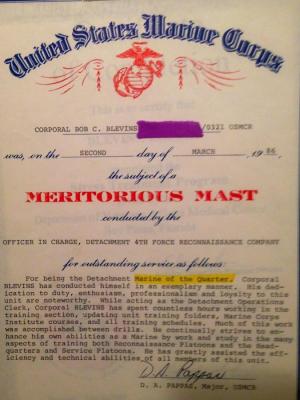 United States Marine Corps
CORPORAL BOB C. BLEVINS /0321 USMCR
was, on the SECOND day of MARCH, 1986,
the subject of a
MERITORIOUS MAST
conducted by the
OFFICER IN CHARGE, DETACHMENT 4TH FORCE RECONNAISSANCE COMPANY
for outstanding service as follows:
For being the Detachment Marine of the Quarter. Corporal
BLEVINS has conducted himself in an exemplary manner. His ded-
ication to duty, enthusiasm, professionalism and loyalty to this
unit are noteworthy. While acting as the Detachment Operations
Clerk, Corporal BLEVINS has spent countless hours working in the
training section, updating unit training folders, Marine Corps
Institute courses, and all training schedules. Much of this work
was accomplished between drills. He continually strives to en-
hance his own abilities as a Marine by work and study in the many
aspects of training both Reconnaissance Platoons and the Head-
quarters and Service Platoons. He has greatly assisted the eff-
iciency and technical abilities of all members of this unit.
D. A. Pappas
D. A. PAPPAS, Major, USMCR